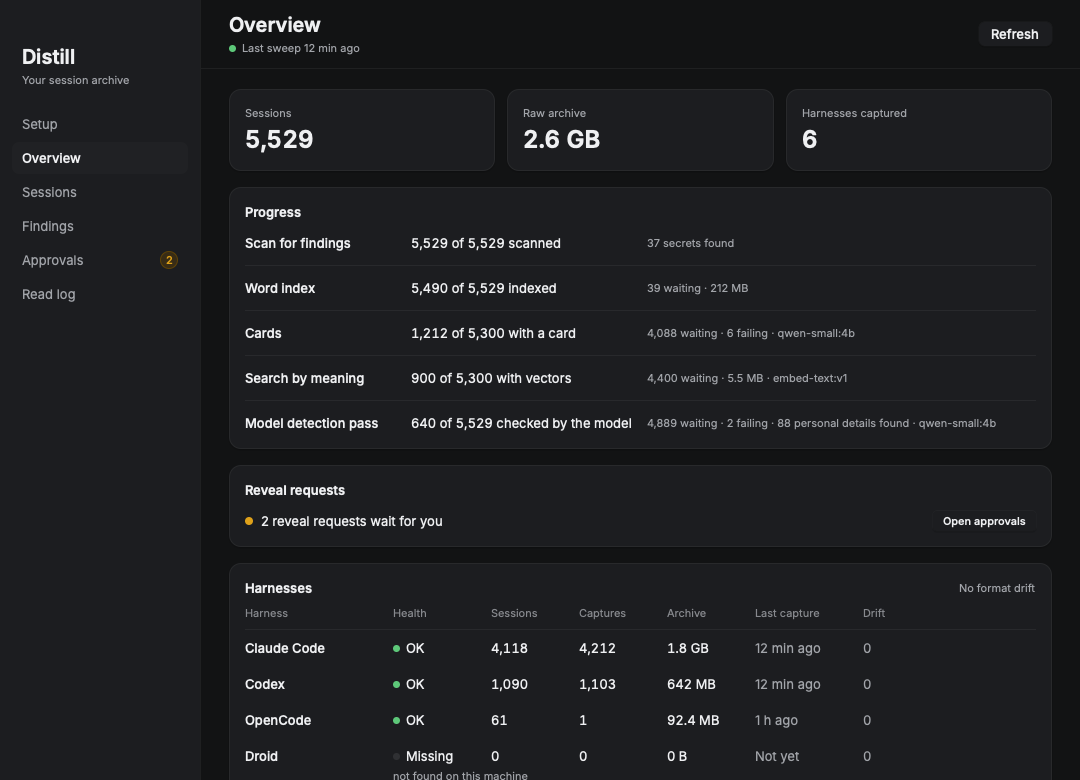 Distill
Your session archive
Setup
Overview
Sessions
Findings
Approvals 2
Read log
Overview
Last sweep 12 min ago
Refresh
Sessions
5,529
Raw archive
2.6 GB
Harnesses captured
6
Progress
Scan for findings 5,529 of 5,529 scanned 37 secrets found
Word index 5,490 of 5,529 indexed 39 waiting · 212 MB
Cards 1,212 of 5,300 with a card 4,088 waiting · 6 failing · qwen-small:4b
Search by meaning 900 of 5,300 with vectors 4,400 waiting · 5.5 MB · embed-text:v1
Model detection pass 640 of 5,529 checked by the model 4,889 waiting · 2 failing · 88 personal details found · qwen-small:4b
Reveal requests
2 reveal requests wait for you Open approvals
Harnesses No format drift
Harness Health Sessions Captures Archive Last capture Drift
Claude Code OK 4,118 4,212 1.8 GB 12 min ago 0
Codex OK 1,090 1,103 642 MB 12 min ago 0
OpenCode OK 61 1 92.4 MB 1 h ago 0
Droid Missing 0 0 0 B Not yet 0
not found on this machine